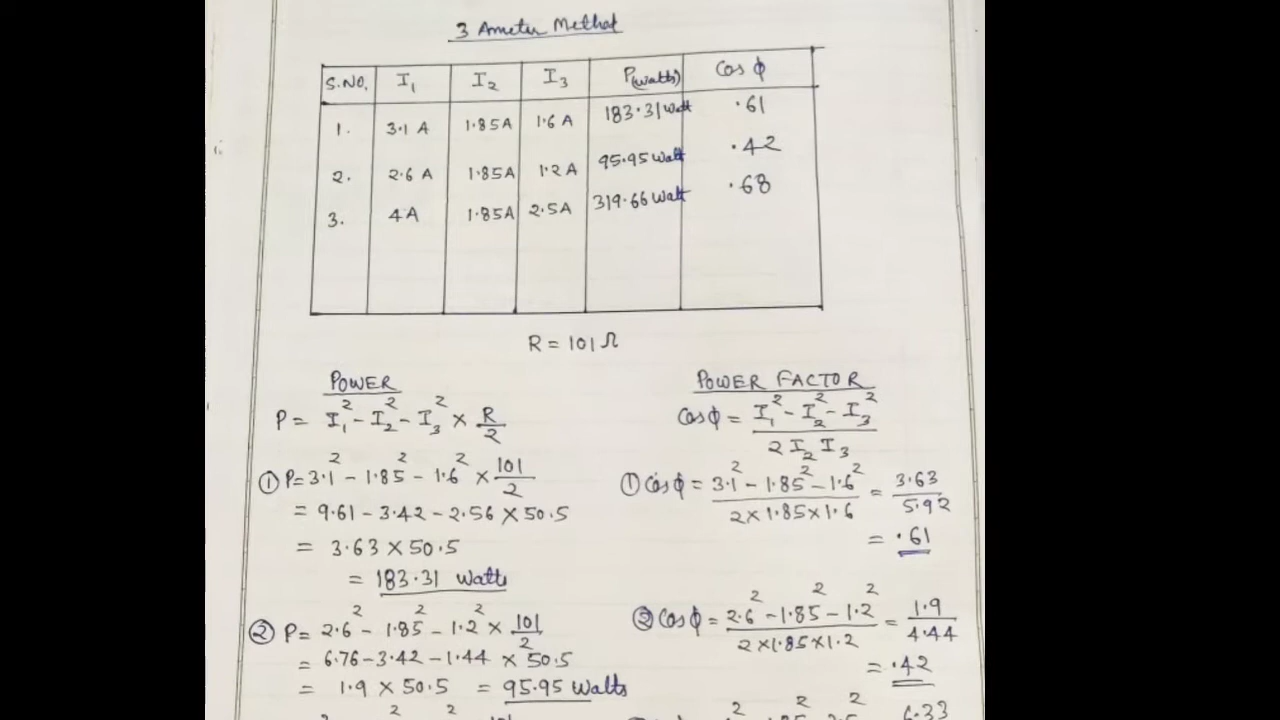 3 Ameter Method
S.NO. I₁ I₂ I₃ P(watts) Cos ϕ
1. 3.1 A 1.85A 1.6 A 183.31 Watt .61
2. 2.6 A 1.85A 1.2 A 95.95 Watt .42
3. 4 A 1.85A 2.5A 319.66 Watt .68
R = 101 Ω
POWER
P = I₁² - I₂² - I₃² × R/2
① P = 3.1² - 1.85² - 1.6² × 101/2
= 9.61 - 3.42 - 2.56 × 50.5
= 3.63 × 50.5
= 183.31 Watts
② P = 2.6² - 1.85² - 1.2² × 101/2
= 6.76 - 3.42 - 1.44 × 50.5
= 1.9 × 50.5 = 95.95 Watts
POWER FACTOR
Cos ϕ = I₁² - I₂² - I₃² / 2 I₂ I₃
① Cos ϕ = 3.1² - 1.85² - 1.6² / 2 × 1.85 × 1.6 = 3.63 / 5.92
= .61
② Cos ϕ = 2.6² - 1.85² - 1.2² / 2 × 1.85 × 1.2 = 1.9 / 4.44
= .42
6.33